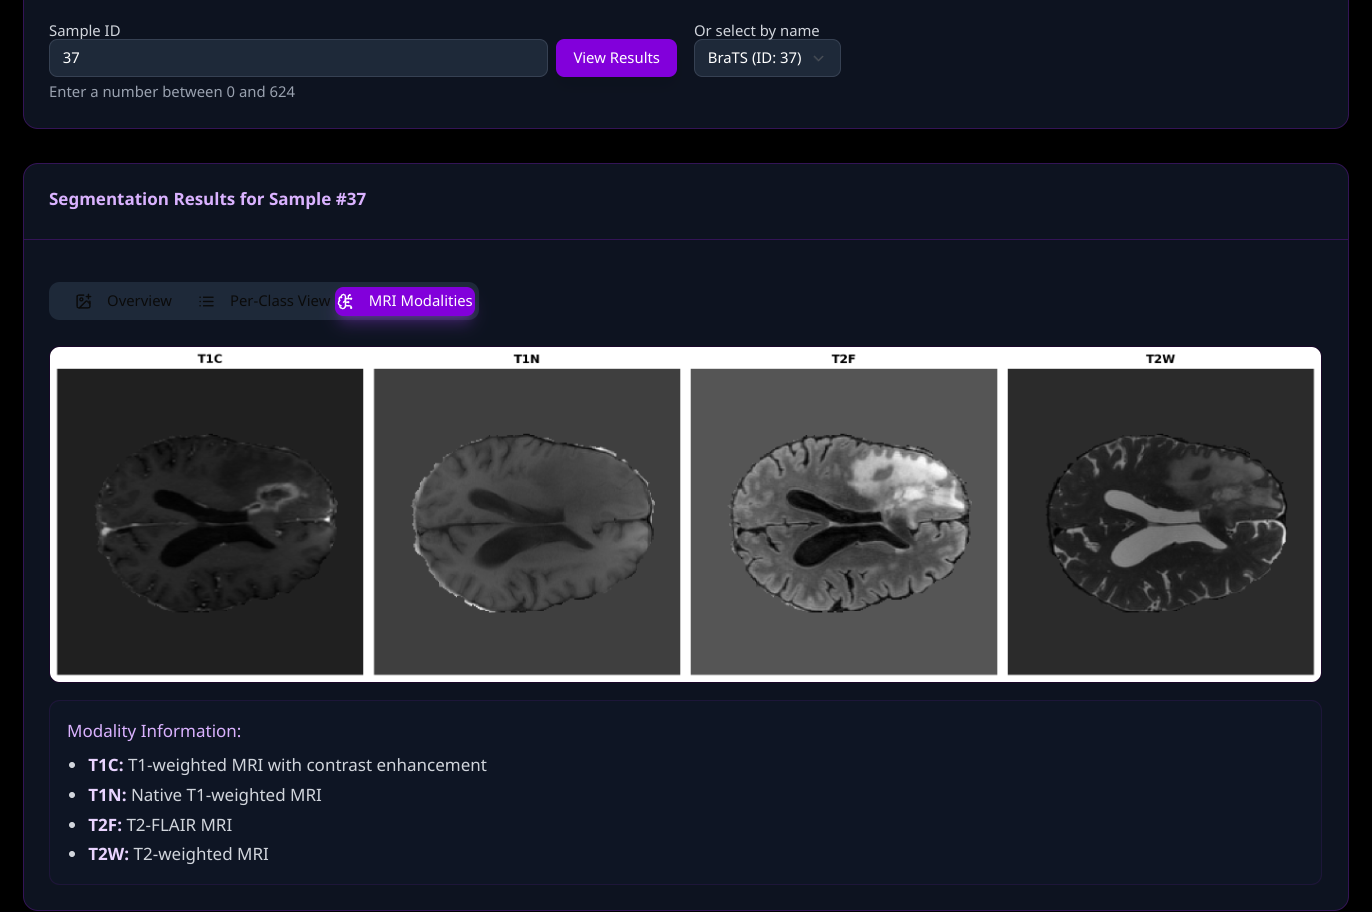 Sample ID
Or select by name
37
View Results
BraTS (ID: 37)
Enter a number between 0 and 624
Segmentation Results for Sample #37
Overview
Per-Class View
MRI Modalities
T1C
T1N
T2F
T2W
Modality Information:
• T1C: T1-weighted MRI with contrast enhancement
• T1N: Native T1-weighted MRI
• T2F: T2-FLAIR MRI
• T2W: T2-weighted MRI